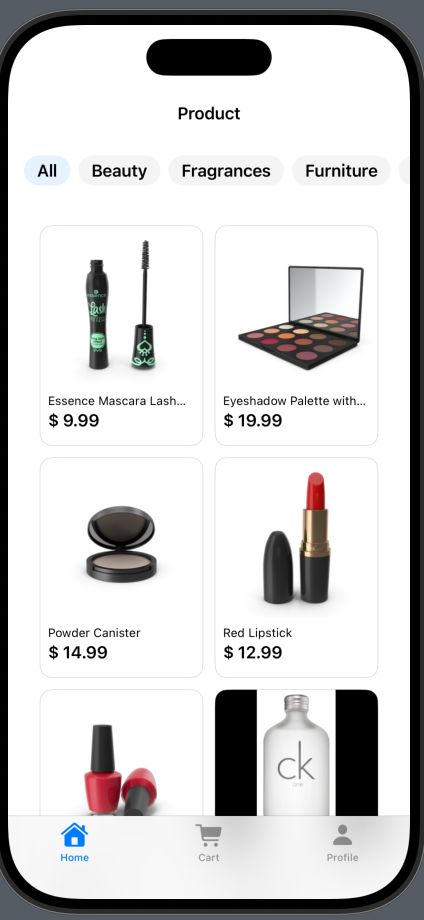 Product
All
Beauty
Fragrances
Furniture
essence
Lash
PRINCESS
Essence Mascara Lash...
$ 9.99
Eyeshadow Palette with...
$ 19.99
Powder Canister
$ 14.99
Red Lipstick
$ 12.99
ck
one
Home
Cart
Profile